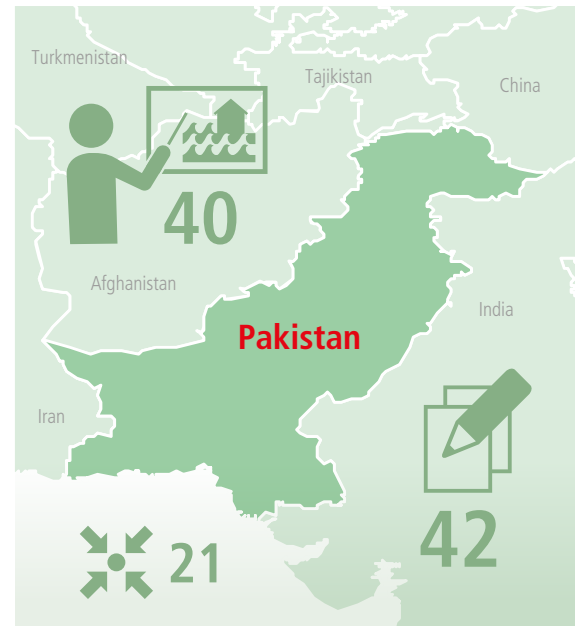 Turkmenistan
Tajikistan
China
40
Afghanistan
India
Pakistan
Iran
42
21